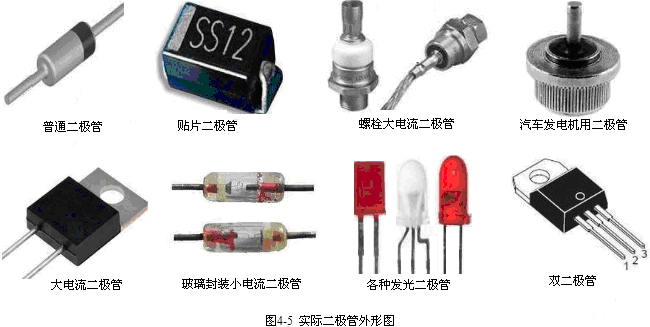 SS12
普通二极管
贴片二极管
螺栓大电流二极管
汽车发电机用二极管
1 2 3
大电流二极管
玻璃封装小电流二极管
各种发光二极管
双二极管
图4-5 实际二极管外形图